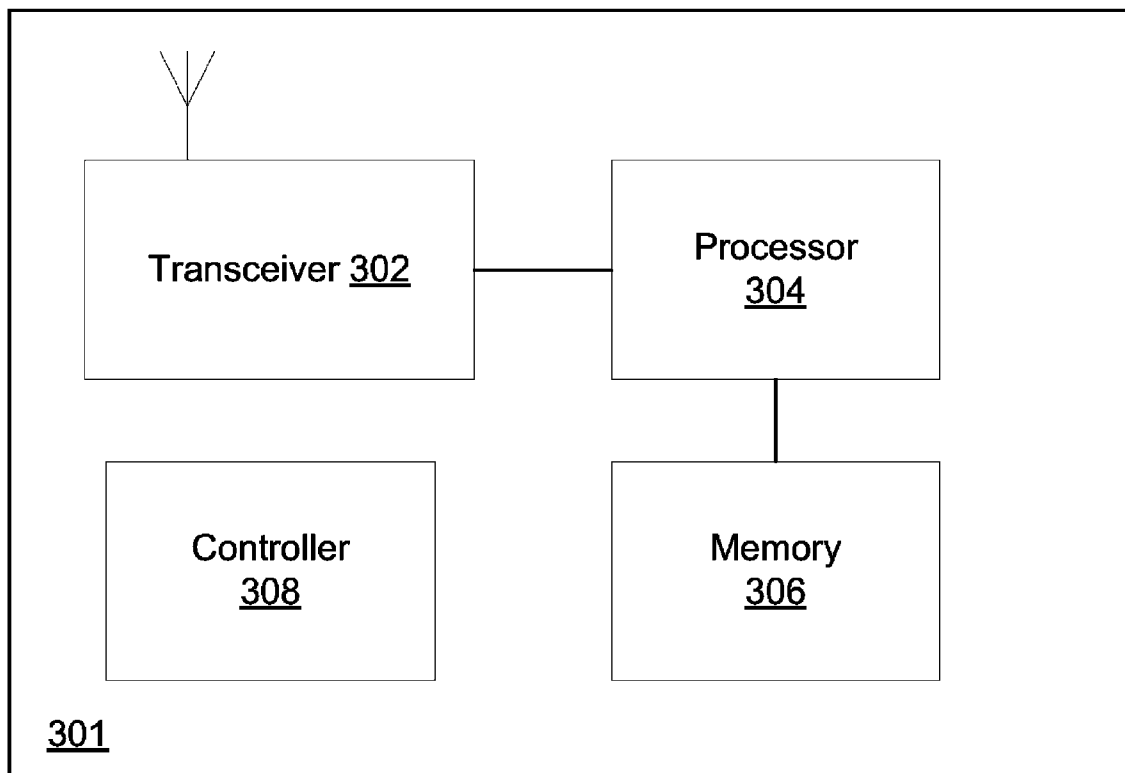 Transceiver 302
Processor
304
Controller
308
Memory
306
301